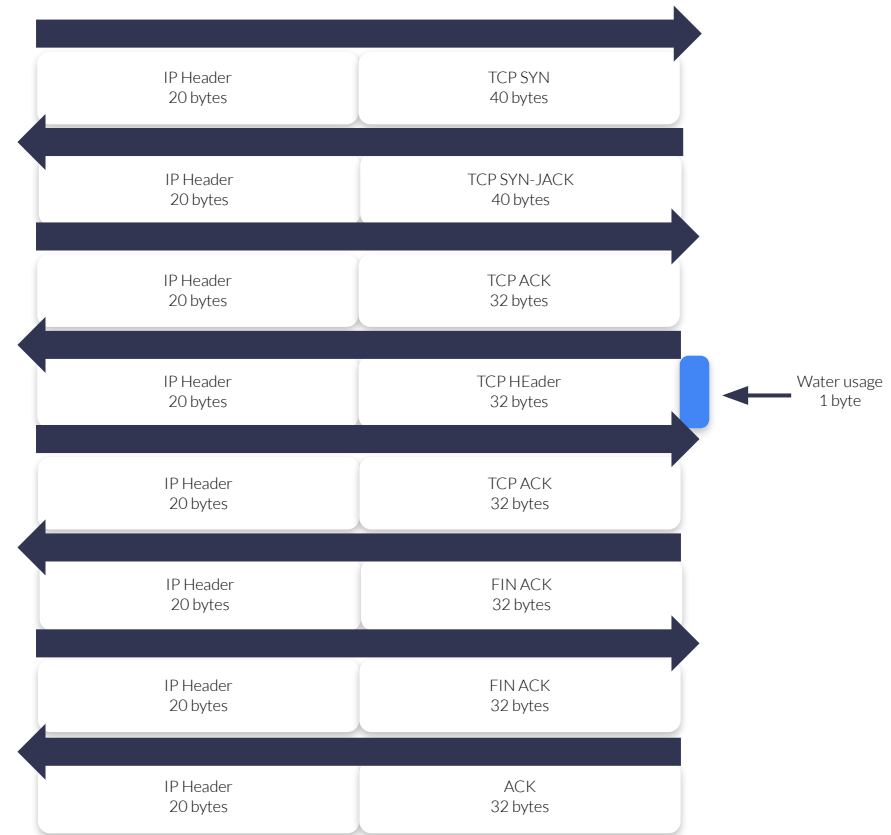 IP Header
20 bytes
TCP SYN
40 bytes
IP Header
20 bytes
TCP SYN-JACK
40 bytes
IP Header
20 bytes
TCP ACK
32 bytes
IP Header
20 bytes
TCP HEader
32 bytes
Water usage
1 byte
IP Header
20 bytes
TCP ACK
32 bytes
IP Header
20 bytes
FIN ACK
32 bytes
IP Header
20 bytes
FIN ACK
32 bytes
IP Header
20 bytes
ACK
32 bytes